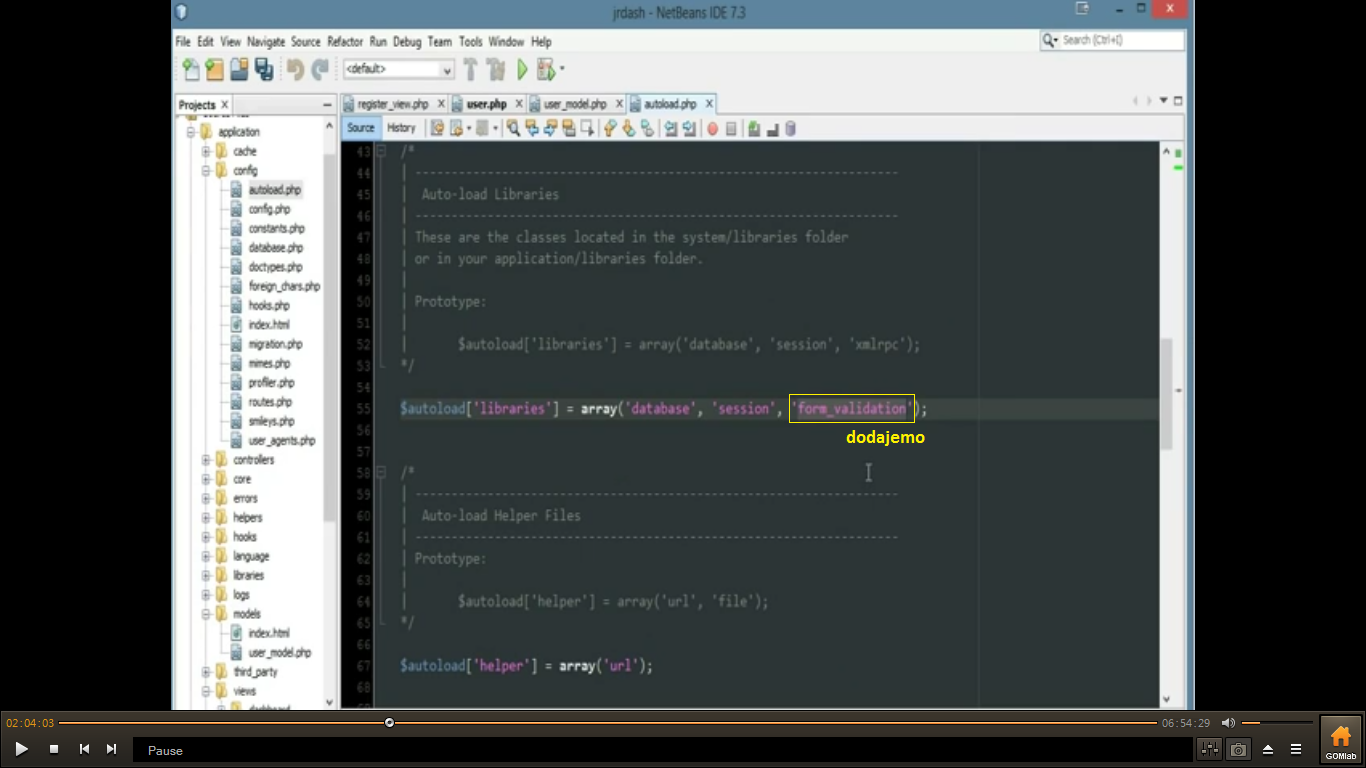 jrdash - NetBeans IDE 7.3
File Edit View Navigate Source Refactor Run Debug Team Tools Window Help
Search (Ctrl+I)
<default>
Projects
register_view.php
user.php
user_model.php
autoload.php
Source History
application
cache
config
autoload.php
config.php
constants.php
database.php
doctypes.php
foreign_chars.php
hooks.php
index.html
migration.php
mimes.php
profiler.php
routes.php
smileys.php
user_agents.php
controllers
core
errors
helpers
hooks
language
libraries
logs
models
index.html
user_model.php
third_party
views
43 /*
44 | -------------------------------------------------------------------
45 | Auto-load Libraries
46 | -------------------------------------------------------------------
47 | These are the classes located in the system/libraries folder
48 | or in your application/libraries folder.
49 |
50 | Prototype:
51 |
52 | $autoload['libraries'] = array('database', 'session', 'xmlrpc');
53 */
54
55 $autoload['libraries'] = array('database', 'session', 'form_validation');
dodajemo
56
57
58 /*
59 | -------------------------------------------------------------------
60 | Auto-load Helper Files
61 | -------------------------------------------------------------------
62 | Prototype:
63 |
64 | $autoload['helper'] = array('url', 'file');
65 */
66
67 $autoload['helper'] = array('url');
68
02:04:03
06:54:29
Pause
GOMlab